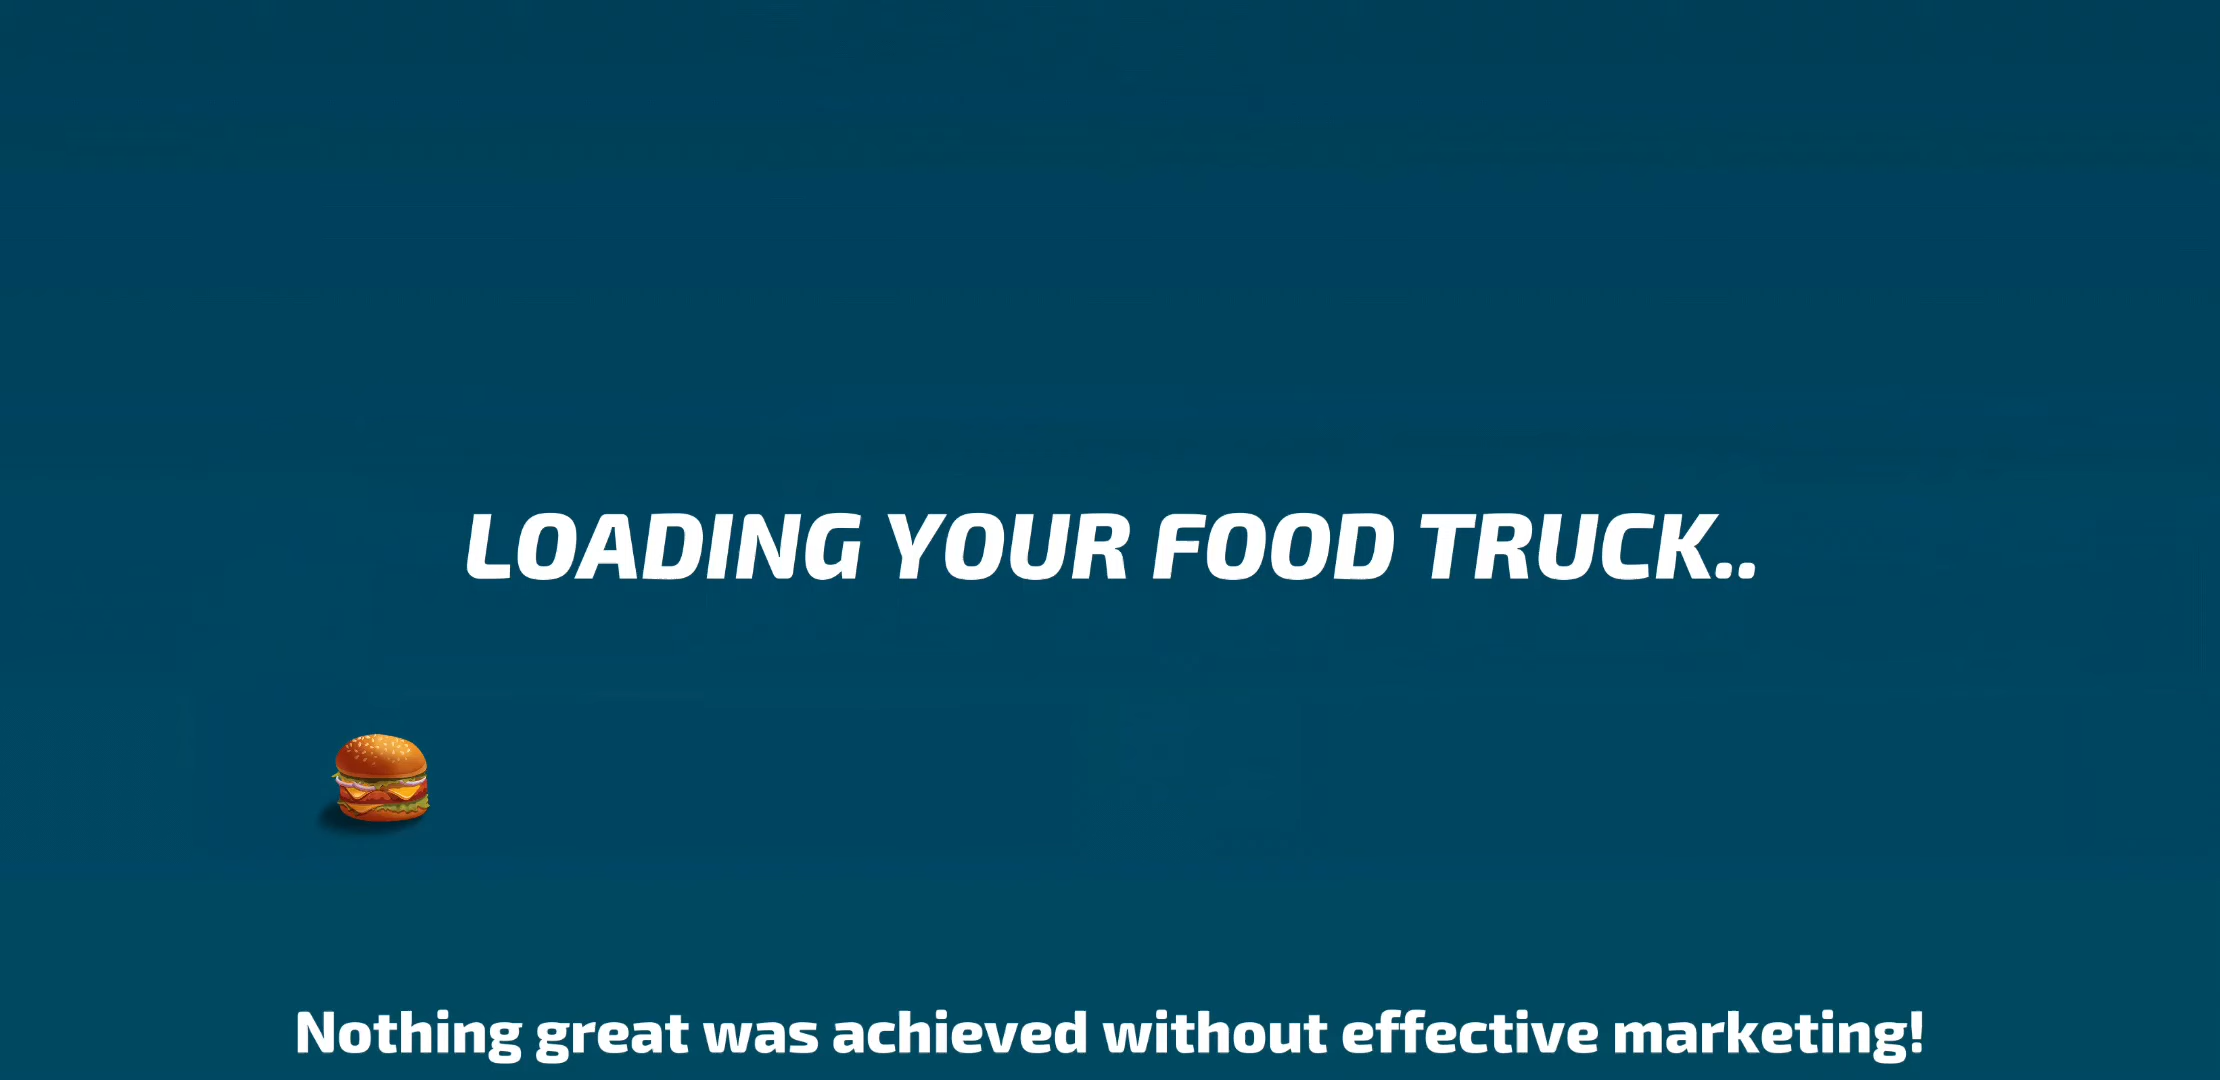 LOADING YOUR FOOD TRUCK..
Nothing great was achieved without effective marketing!